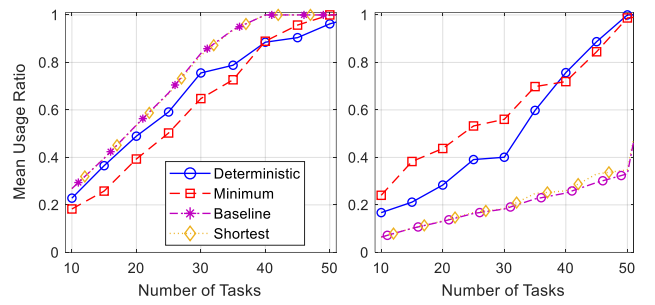 1
0.8
0.6
0.4
0.2
0
Mean Usage Ratio
10 20 30 40 50
Number of Tasks
Deterministic
Minimum
Baseline
Shortest
1
0.8
0.6
0.4
0.2
0
10 20 30 40 50
Number of Tasks